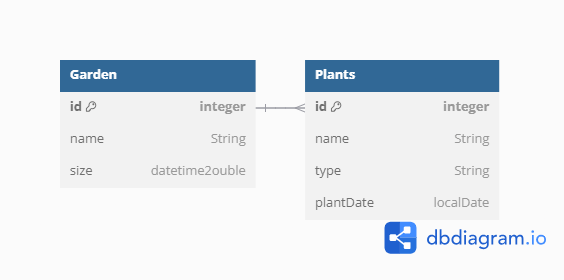 Garden
id integer
name String
size datetime2ouble
Plants
id integer
name String
type String
plantDate localDate
dbdiagram.io